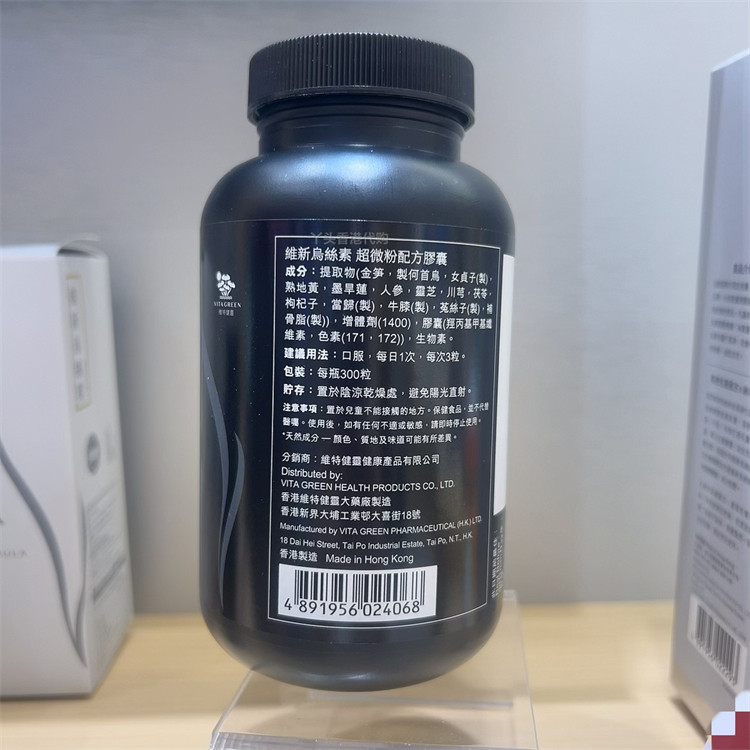 丫头香港代购
維新烏絲素 超微粉配方膠囊
成分：提取物(金笋，製何首烏，女貞子(製)，
熟地黃，墨旱蓮，人參，靈芝，川芎，茯苓，
枸杞子，當歸(製)，牛膝(製)，菟絲子(製)，補
骨脂(製))，增體劑(1400)，膠囊(羥丙基甲基纖
維素，色素(171，172))，生物素。
建議用法：口服，每日1次，每次3粒。
包裝：每瓶300粒
貯存：置於陰涼乾燥處，避免陽光直射。
注意事項：置於兒童不能接觸的地方。保健食品，並不代替
醫囑。使用後，如有任何不適或敏感，請即時停止使用。
*天然成分 — 顏色、質地及味道可能有所差異。
VITA GREEN
維特健靈
分銷商：維特健靈健康產品有限公司
Distributed by:
VITA GREEN HEALTH PRODUCTS CO., LTD.
香港維特健靈大藥廠製造
香港新界大埔工業邨大喜街18號
Manufactured by VITA GREEN PHARMACEUTICAL (H.K.) LTD.
18 Dai Hei Street, Tai Po Industrial Estate, Tai Po, N.T., H.K.
香港製造 Made in Hong Kong
4 891956 024068